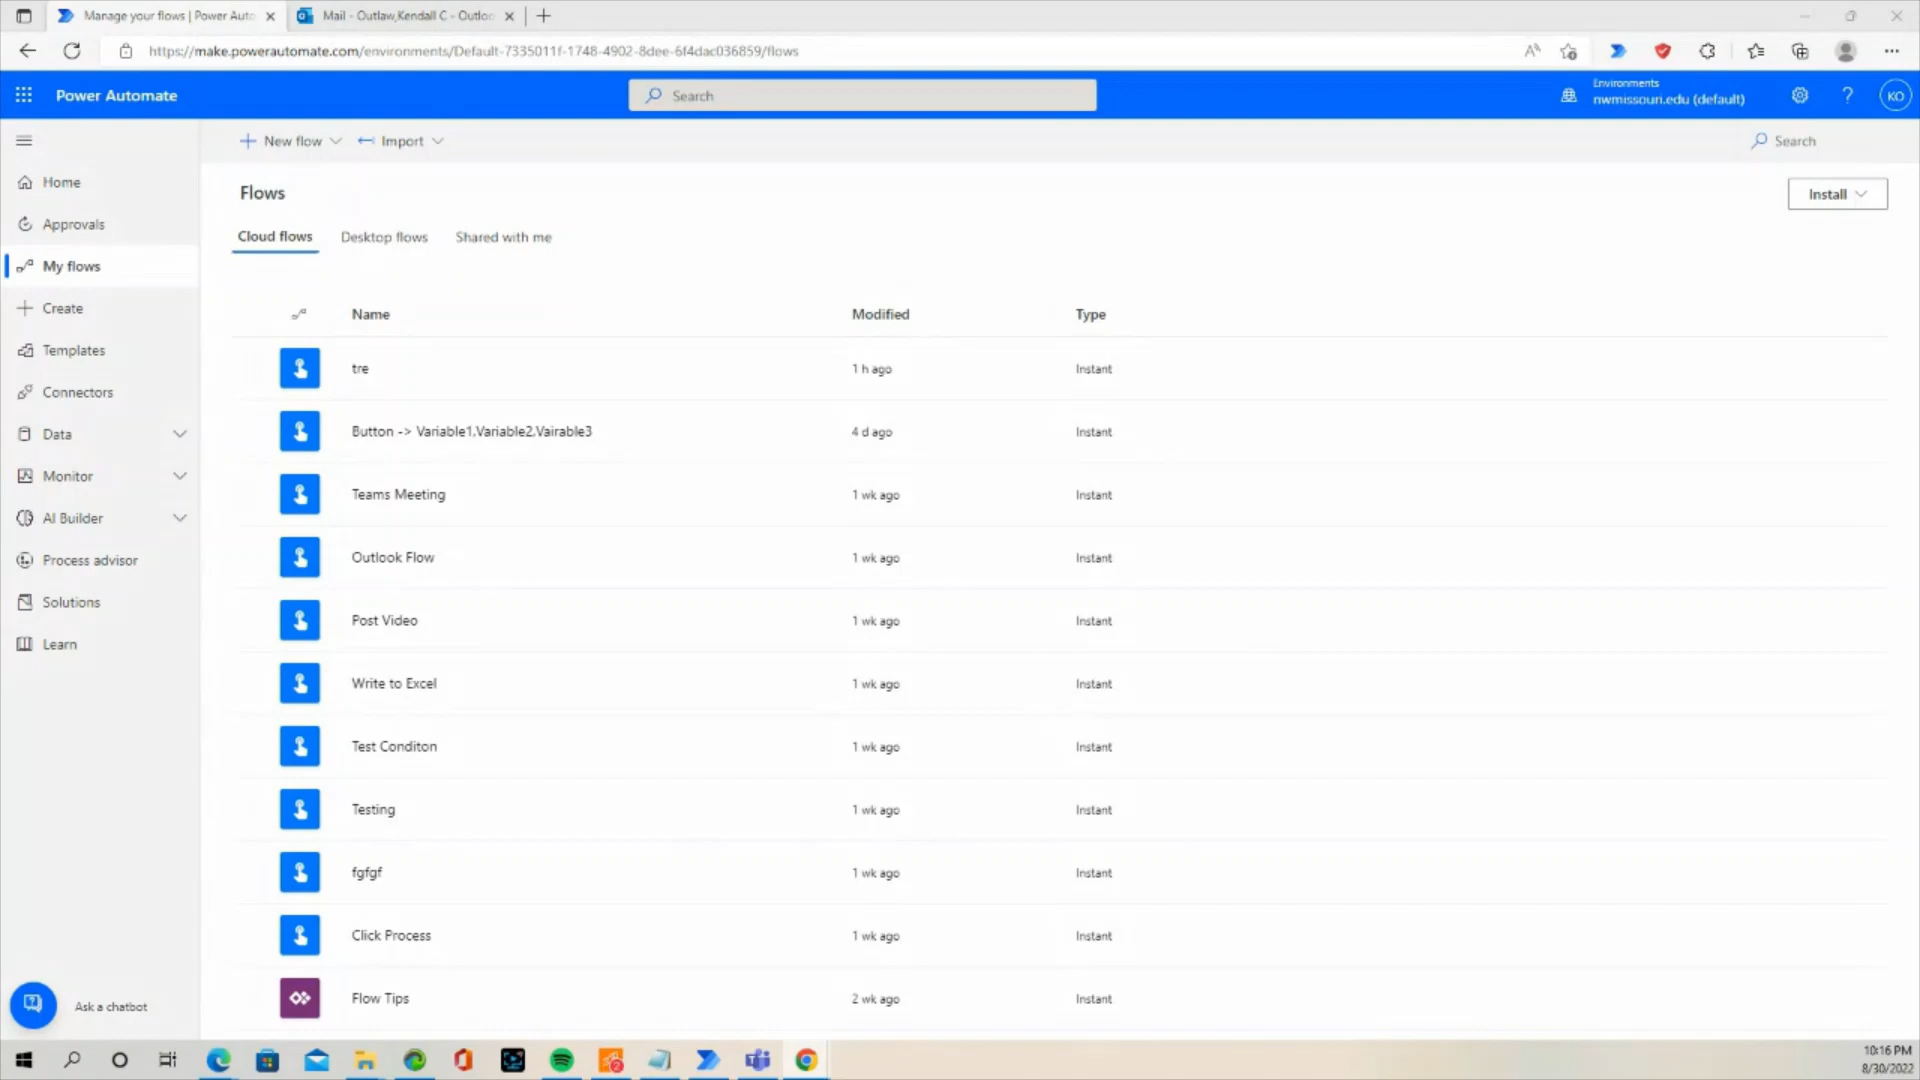 Manage your flows | Power Auto
Mail - Outlaw,Kendall C - Outloo
https://make.powerautomate.com/environments/Default-7335011f-1748-4902-8dee-6f4dac036859/flows
Power Automate
Search
Environments
nwmissouri.edu (default)
?
KO
New flow
Import
Search
Home
Approvals
My flows
Create
Templates
Connectors
Data
Monitor
AI Builder
Process advisor
Solutions
Learn
Ask a chatbot
Flows
Install
Cloud flows
Desktop flows
Shared with me
Name Modified Type
tre 1 h ago Instant
Button -> Variable1,Variable2,Vairable3 4 d ago Instant
Teams Meeting 1 wk ago Instant
Outlook Flow 1 wk ago Instant
Post Video 1 wk ago Instant
Write to Excel 1 wk ago Instant
Test Conditon 1 wk ago Instant
Testing 1 wk ago Instant
fgfgf 1 wk ago Instant
Click Process 1 wk ago Instant
Flow Tips 2 wk ago Instant
10:16 PM
8/30/2022